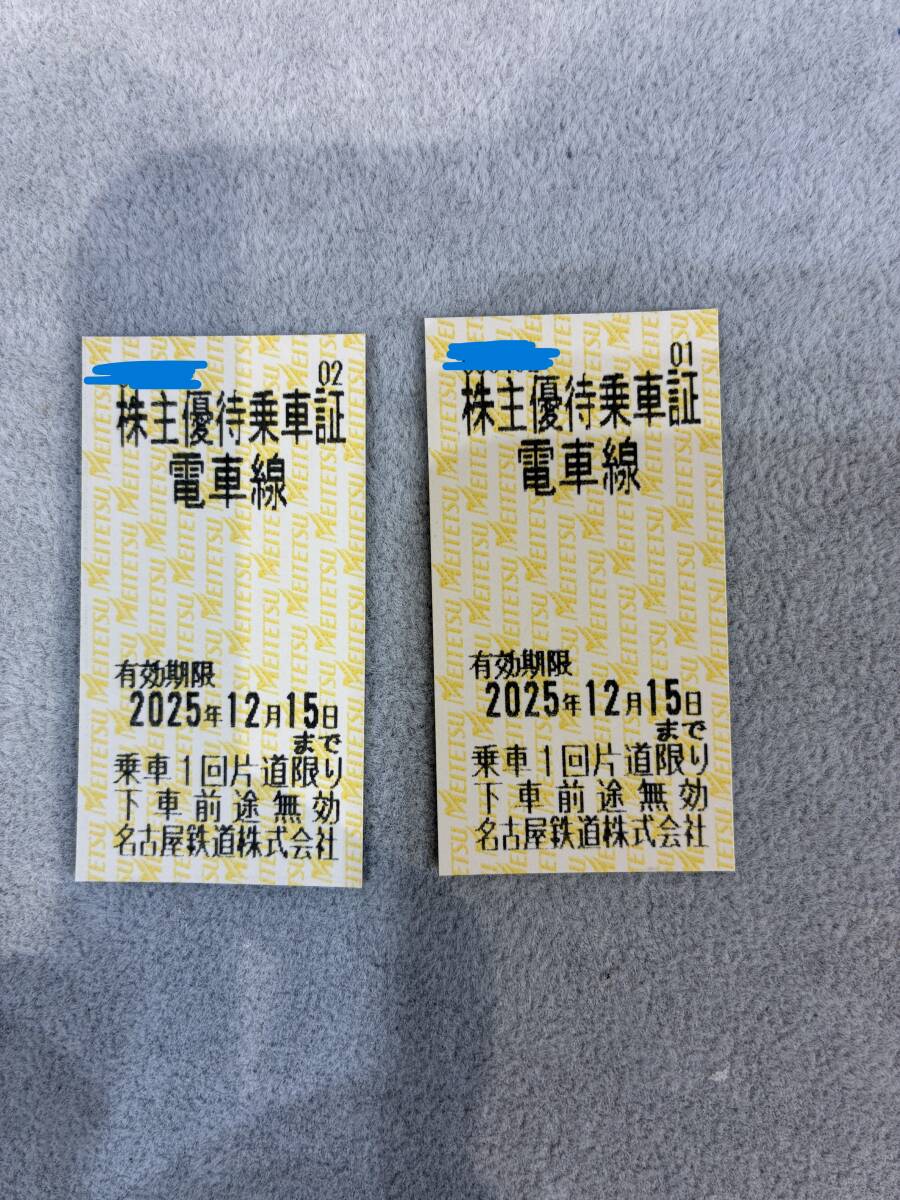 02
株主優待乗車証
電車線
有効期限
2025年12月15日
まで
乗車1回片道限り
下車前途無効
名古屋鉄道株式会社
01
株主優待乗車証
電車線
有効期限
2025年12月15日
まで
乗車1回片道限り
下車前途無効
名古屋鉄道株式会社
MEITETSU